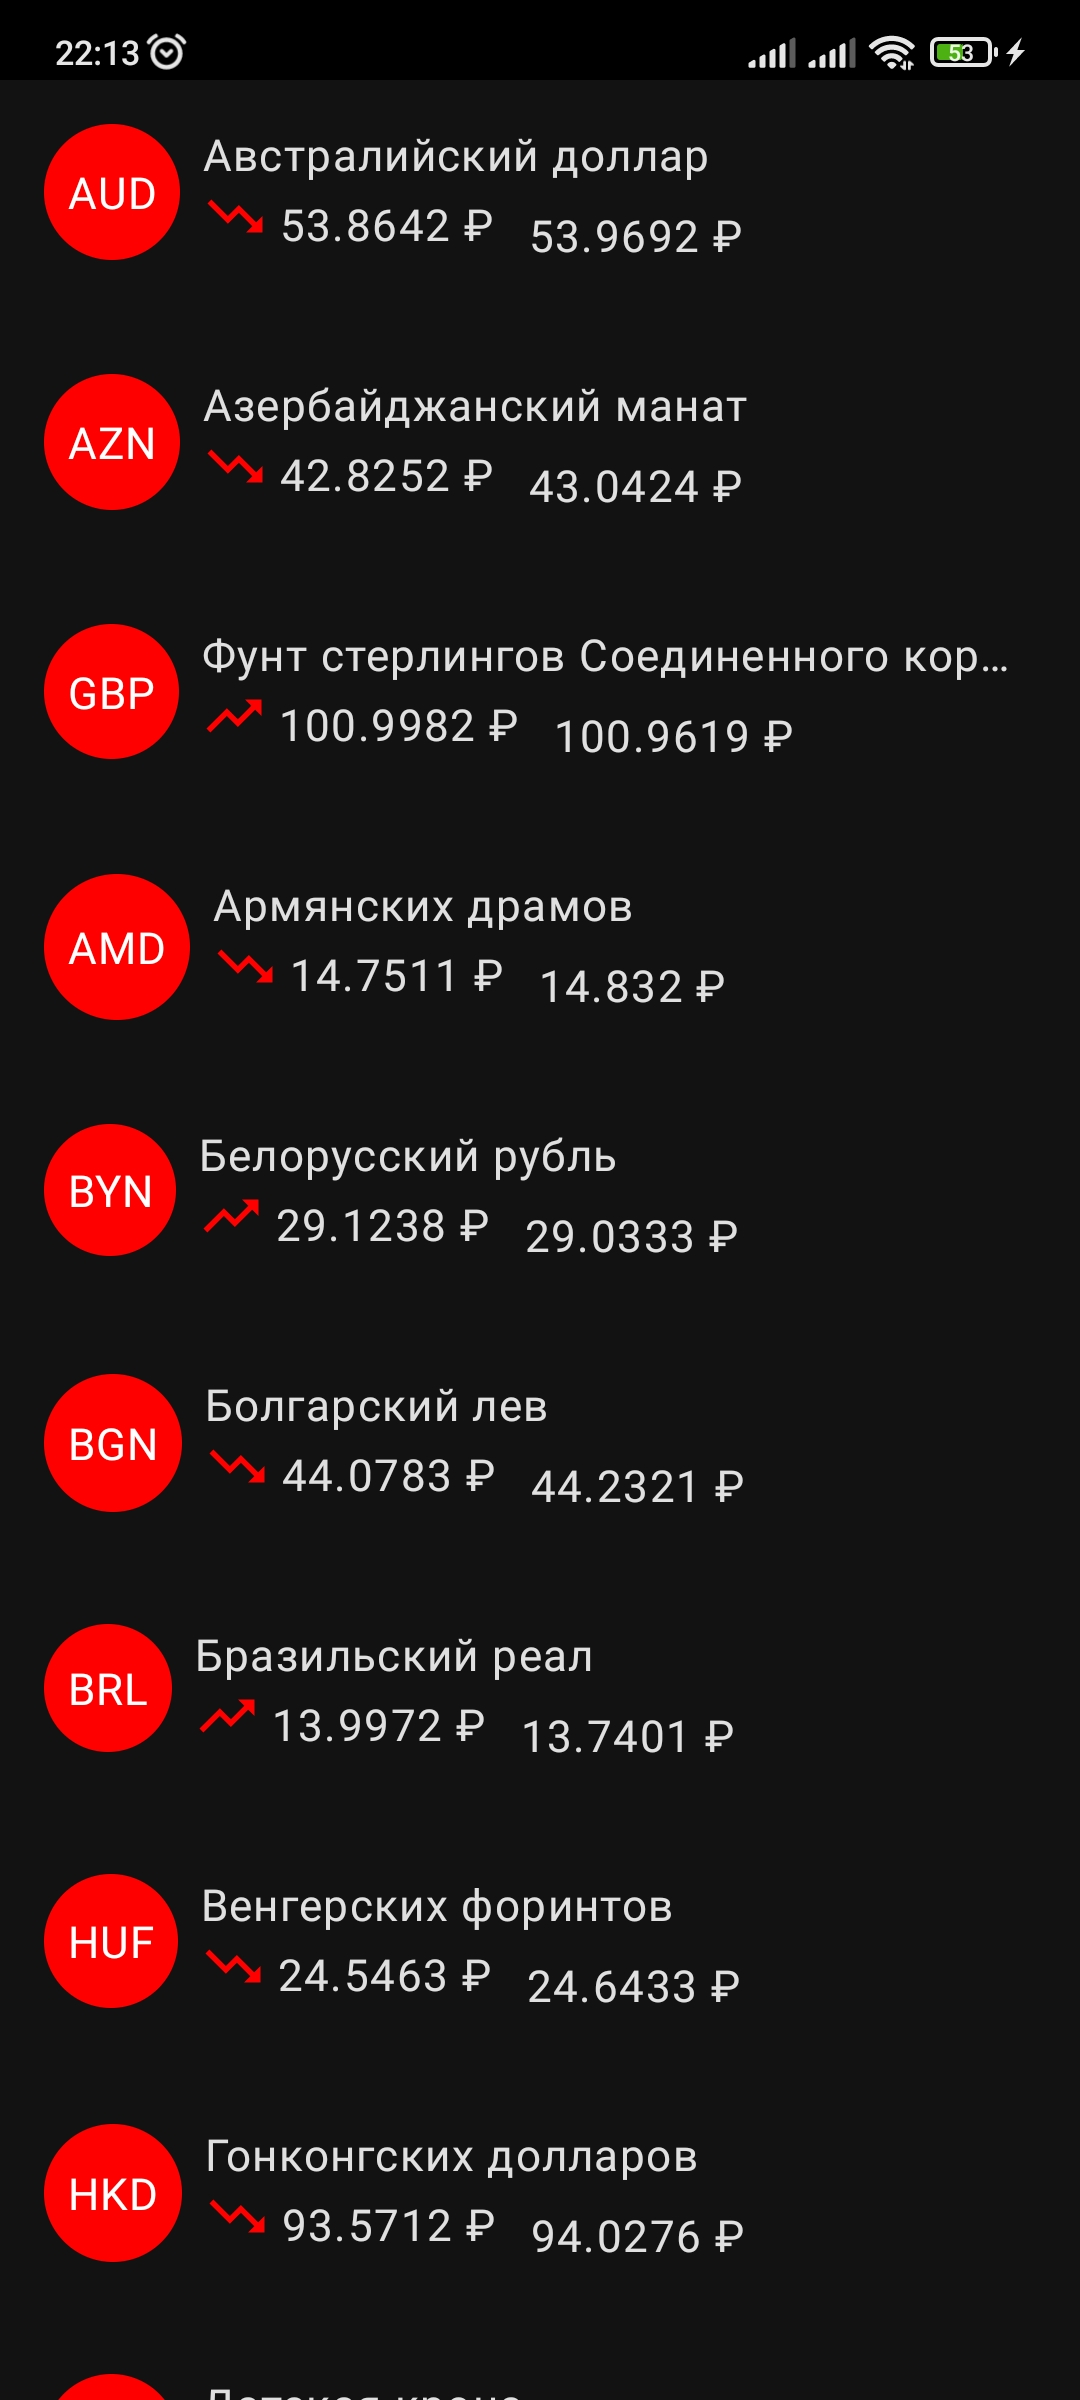 22:13
53
AUD
Австралийский доллар
53.8642 ₽ 53.9692 ₽
AZN
Азербайджанский манат
42.8252 ₽ 43.0424 ₽
GBP
Фунт стерлингов Соединенного кор...
100.9982 ₽ 100.9619 ₽
AMD
Армянских драмов
14.7511 ₽ 14.832 ₽
BYN
Белорусский рубль
29.1238 ₽ 29.0333 ₽
BGN
Болгарский лев
44.0783 ₽ 44.2321 ₽
BRL
Бразильский реал
13.9972 ₽ 13.7401 ₽
HUF
Венгерских форинтов
24.5463 ₽ 24.6433 ₽
HKD
Гонконгских долларов
93.5712 ₽ 94.0276 ₽